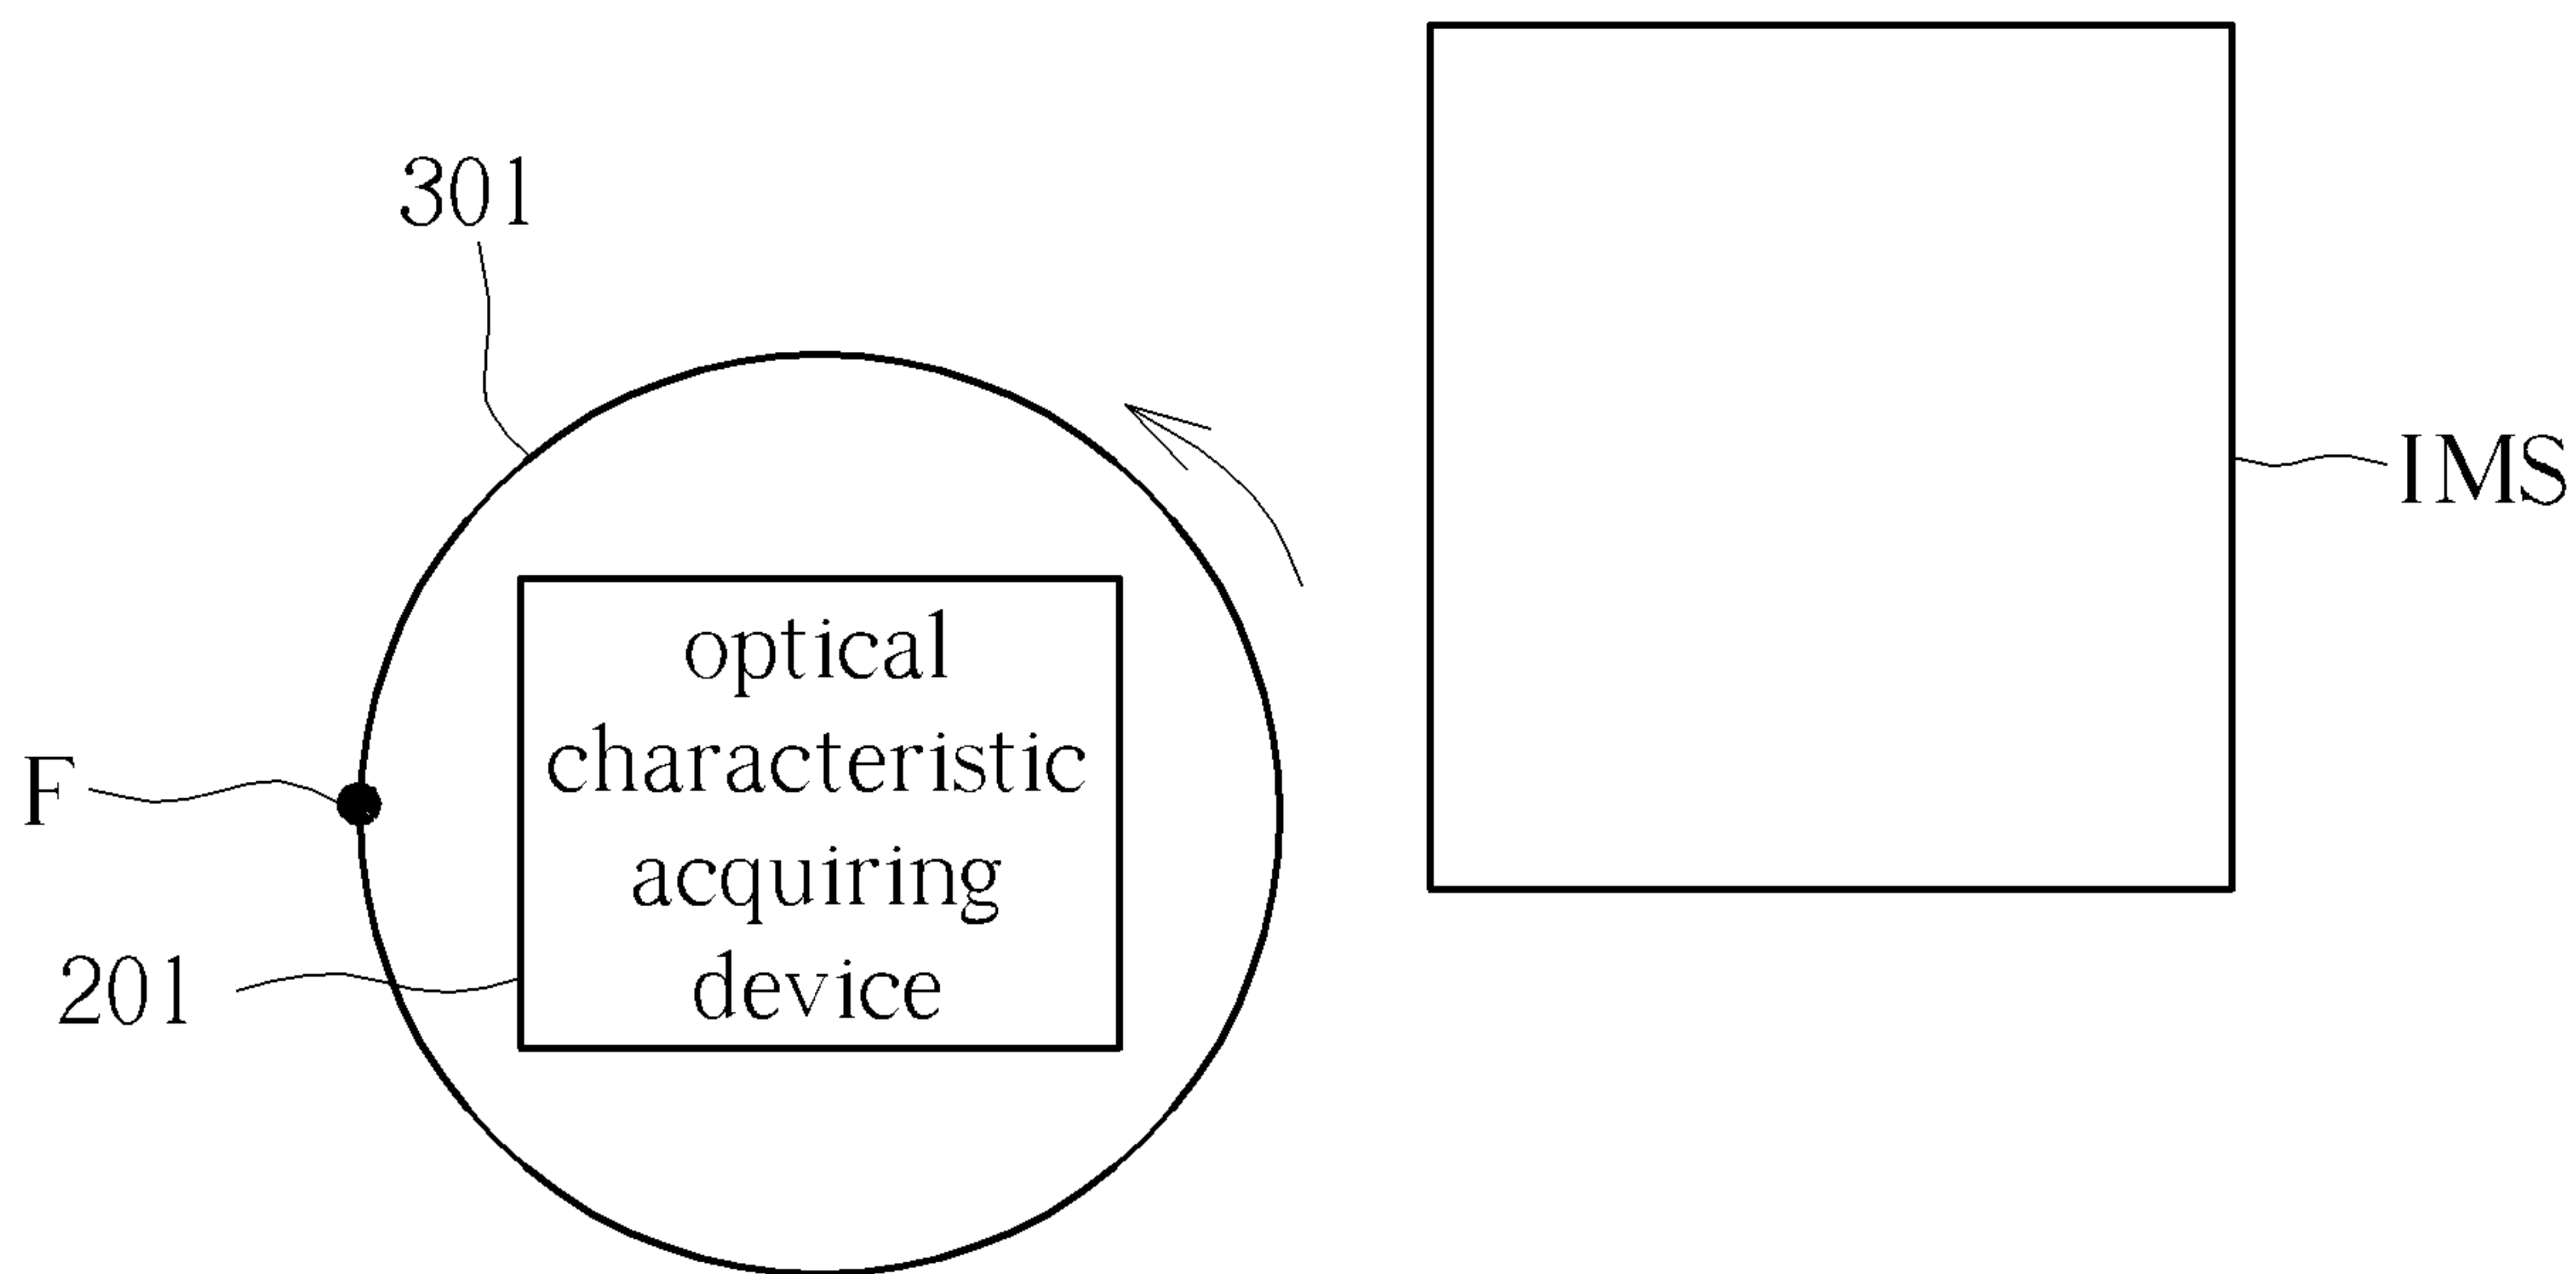 301
IMS
optical
characteristic
acquiring
device
F
201